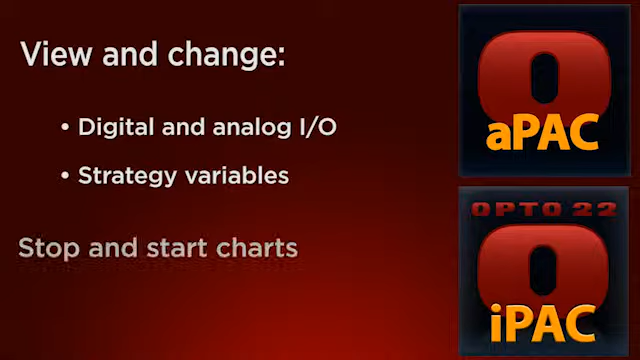 View and change:
• Digital and analog I/O
• Strategy variables
Stop and start charts
aPAC
OPTO 22
iPAC